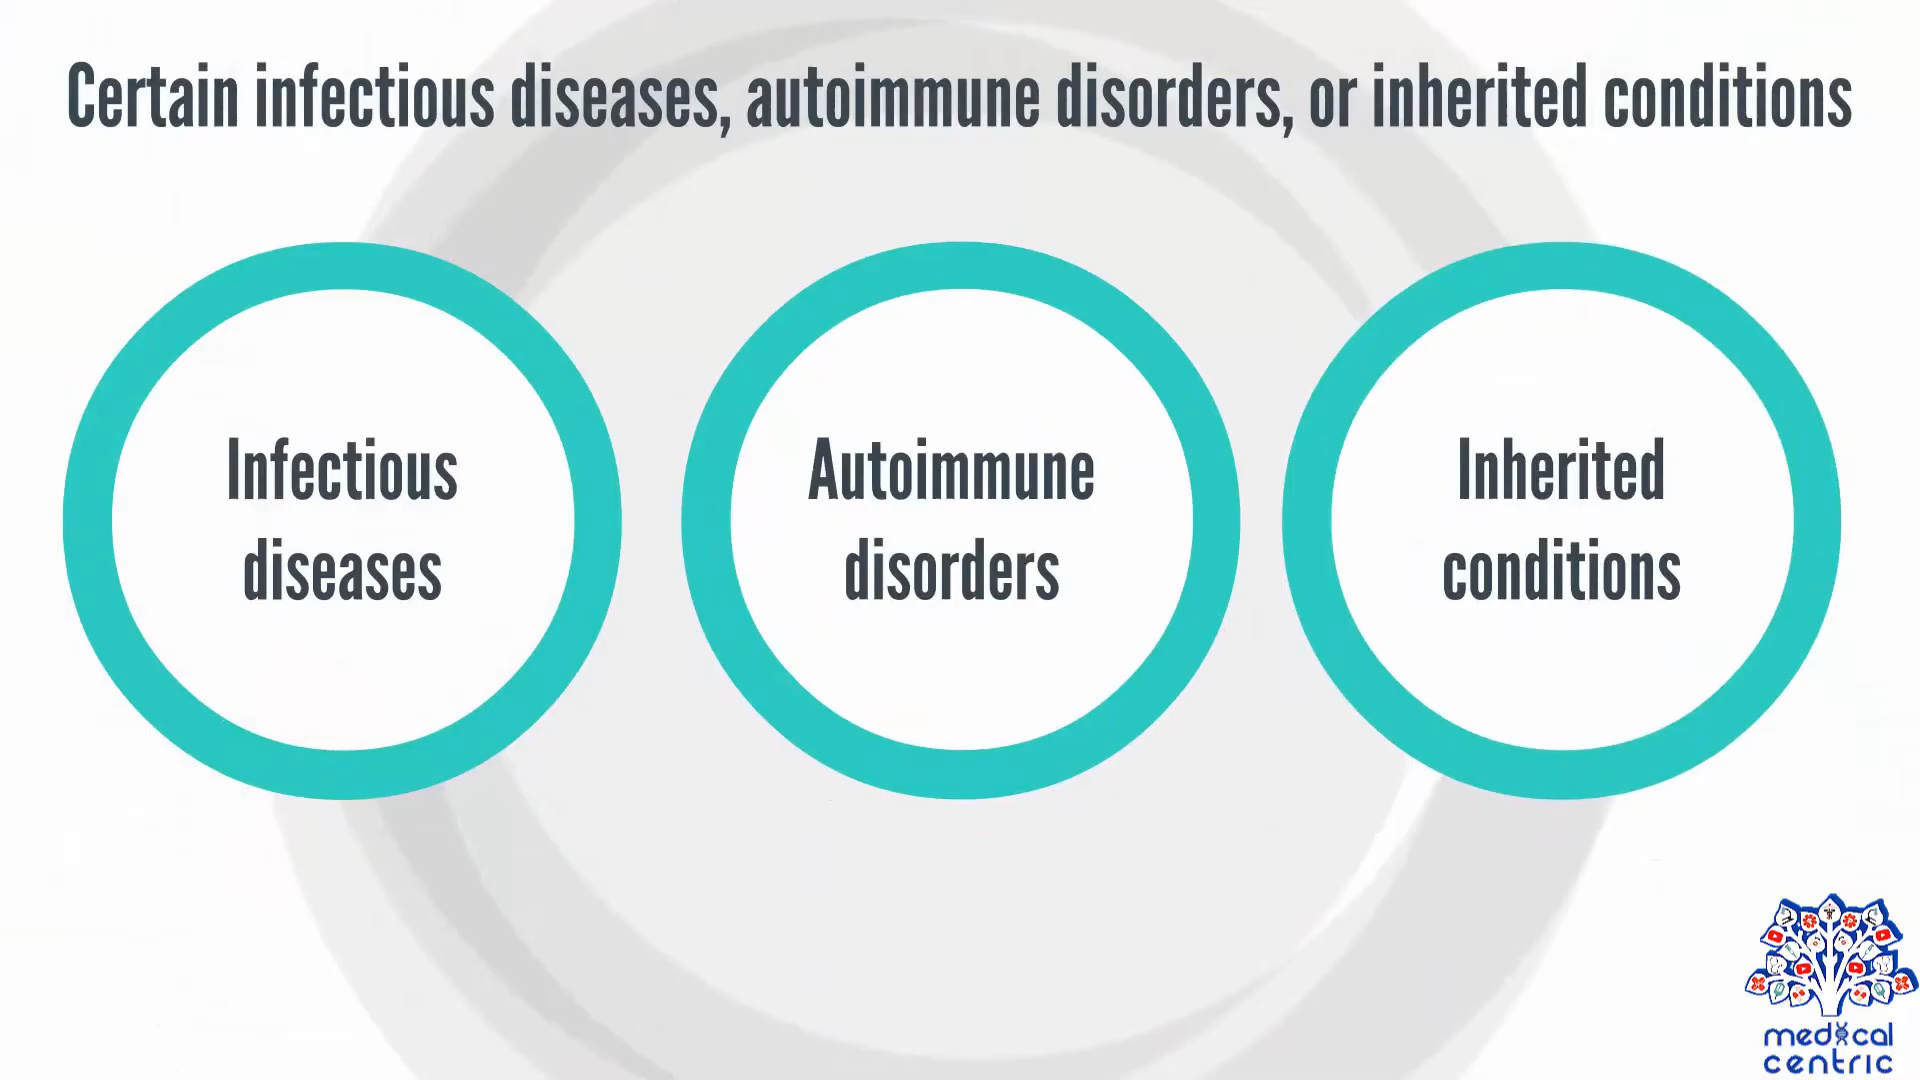 Certain infectious diseases, autoimmune disorders, or inherited conditions
Infectious
diseases
Autoimmune
disorders
Inherited
conditions
medical
centric